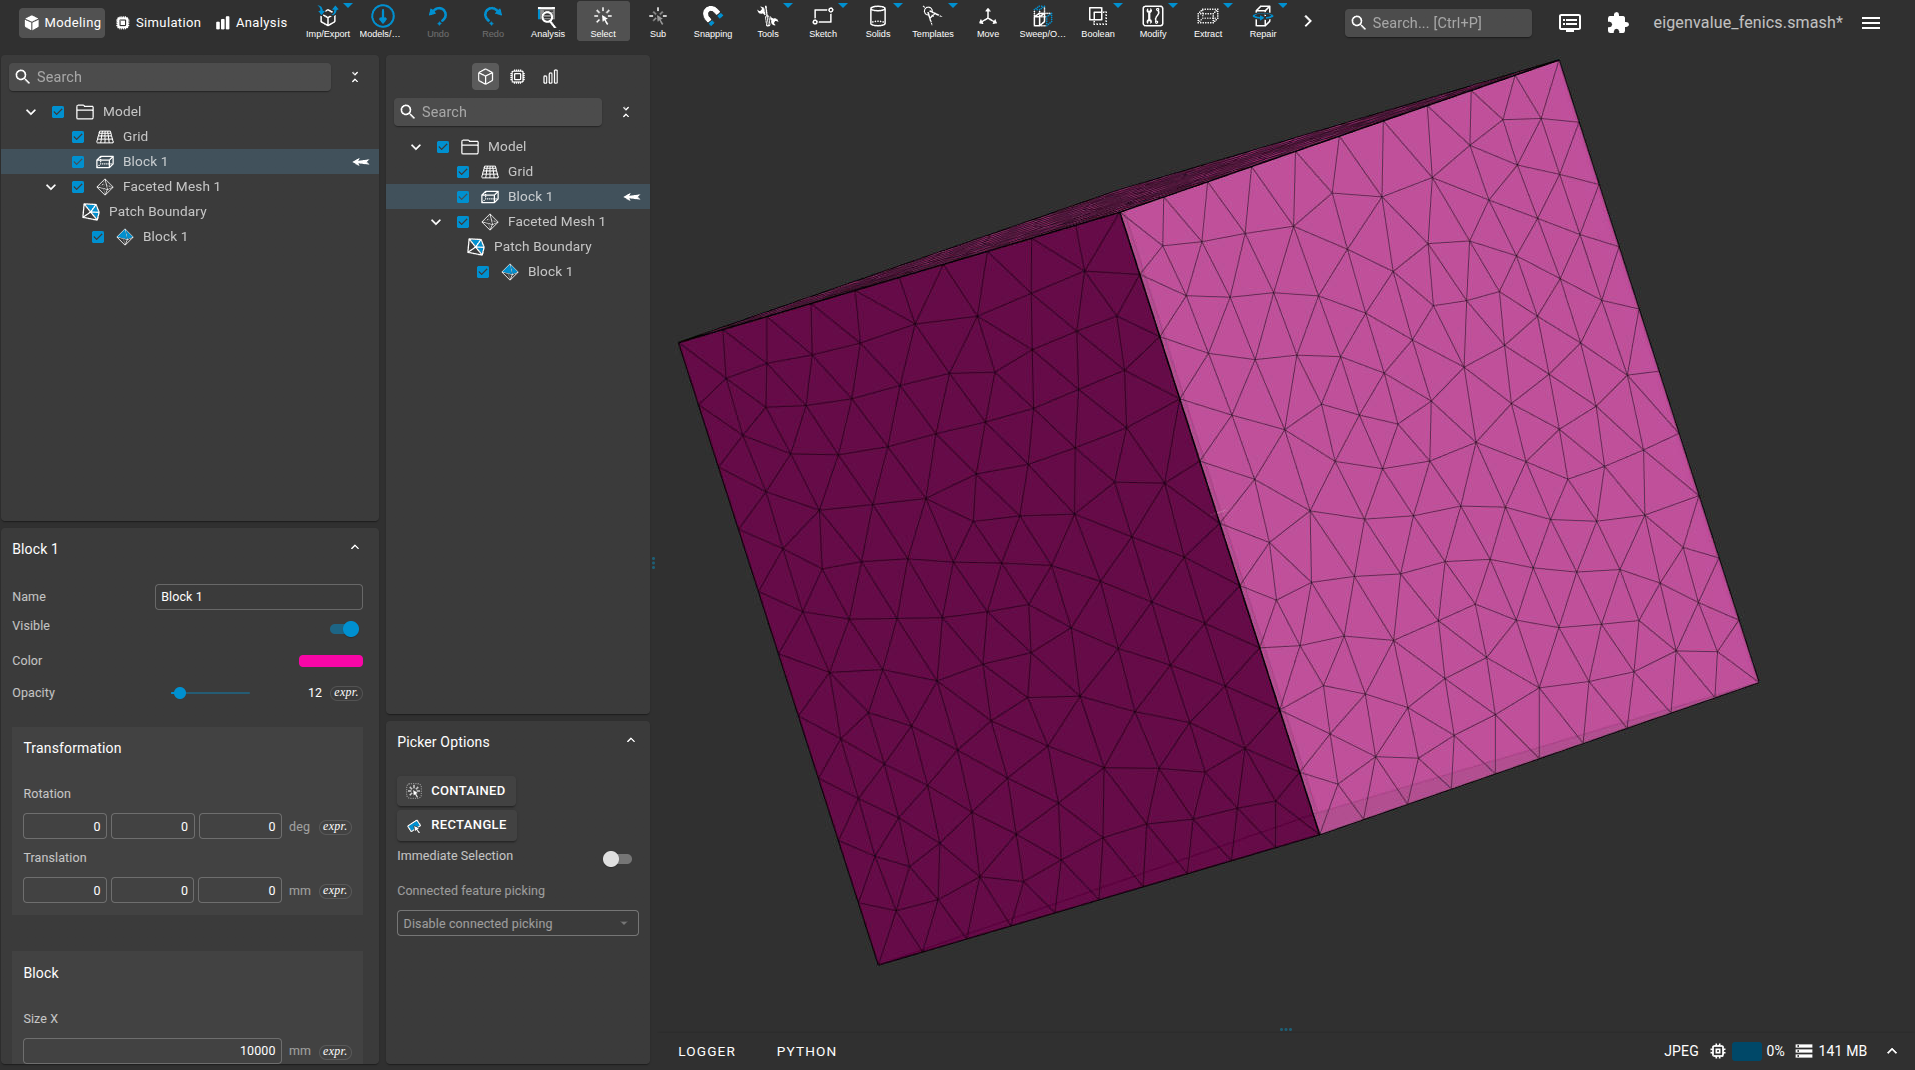 Modeling
Simulation
Analysis
Imp/Export
Models/...
Undo
Redo
Analysis
Select
Sub
Snapping
Tools
Sketch
Solids
Templates
Move
Sweep/O...
Boolean
Modify
Extract
Repair
Search... [Ctrl+P]
eigenvalue_fenics.smash*
Search
Model
Grid
Block 1
Faceted Mesh 1
Patch Boundary
Block 1
Search
Model
Grid
Block 1
Faceted Mesh 1
Patch Boundary
Block 1
Block 1
Name
Block 1
Visible
Color
Opacity
12
expr.
Transformation
Rotation
0
0
0
deg
expr.
Translation
0
0
0
mm
expr.
Block
Size X
10000
mm
expr.
Picker Options
CONTAINED
RECTANGLE
Immediate Selection
Connected feature picking
Disable connected picking
LOGGER
PYTHON
JPEG
0%
141 MB